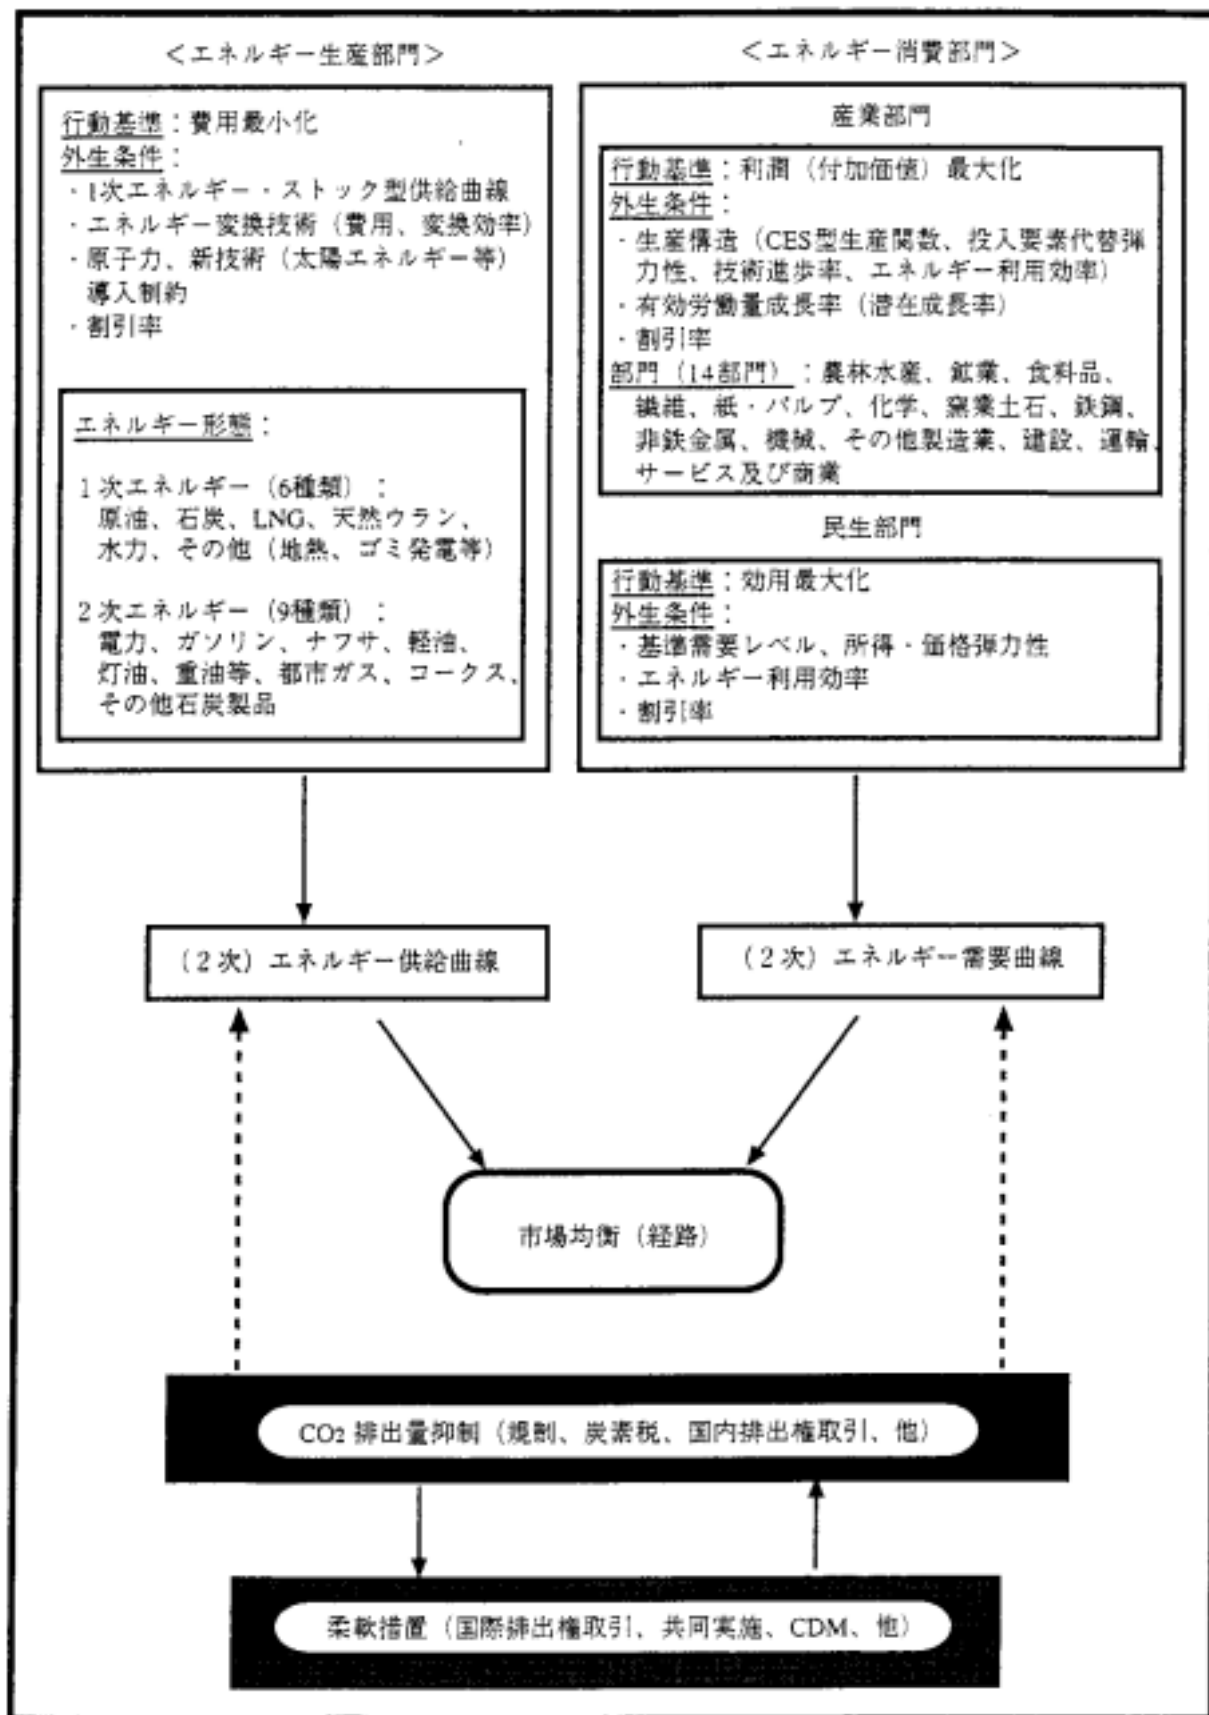 <エネルギー生産部門>
行動基準：費用最小化
外生条件：
・1次エネルギー・ストック型供給曲線
・エネルギー変換技術（費用、変換効率）
・原子力、新技術（太陽エネルギー等）
導入制約
・割引率
エネルギー形態：
1次エネルギー（6種類）：
原油、石炭、LNG、天然ウラン、
水力、その他（地熱、ゴミ発電等）
2次エネルギー（9種類）：
電力、ガソリン、ナフサ、軽油、
灯油、重油等、都市ガス、コークス、
その他石炭製品
<エネルギー消費部門>
産業部門
行動基準：利潤（付加価値）最大化
外生条件：
・生産構造（CES型生産関数、投入要素代替弾
力性、技術進歩率、エネルギー利用効率）
・有効労働量成長率（潜在成長率）
・割引率
部門（14部門）：農林水産、鉱業、食料品、
繊維、紙・パルプ、化学、窯業土石、鉄鋼、
非鉄金属、機械、その他製造業、建設、運輸、
サービス及び商業
民生部門
行動基準：効用最大化
外生条件：
・基準需要レベル、所得・価格弾力性
・エネルギー利用効率
・割引率
（2次）エネルギー供給曲線
（2次）エネルギー需要曲線
市場均衡（経路）
CO2 排出量抑制（規制、炭素税、国内排出権取引、他）
柔軟措置（国際排出権取引、共同実施、CDM、他）